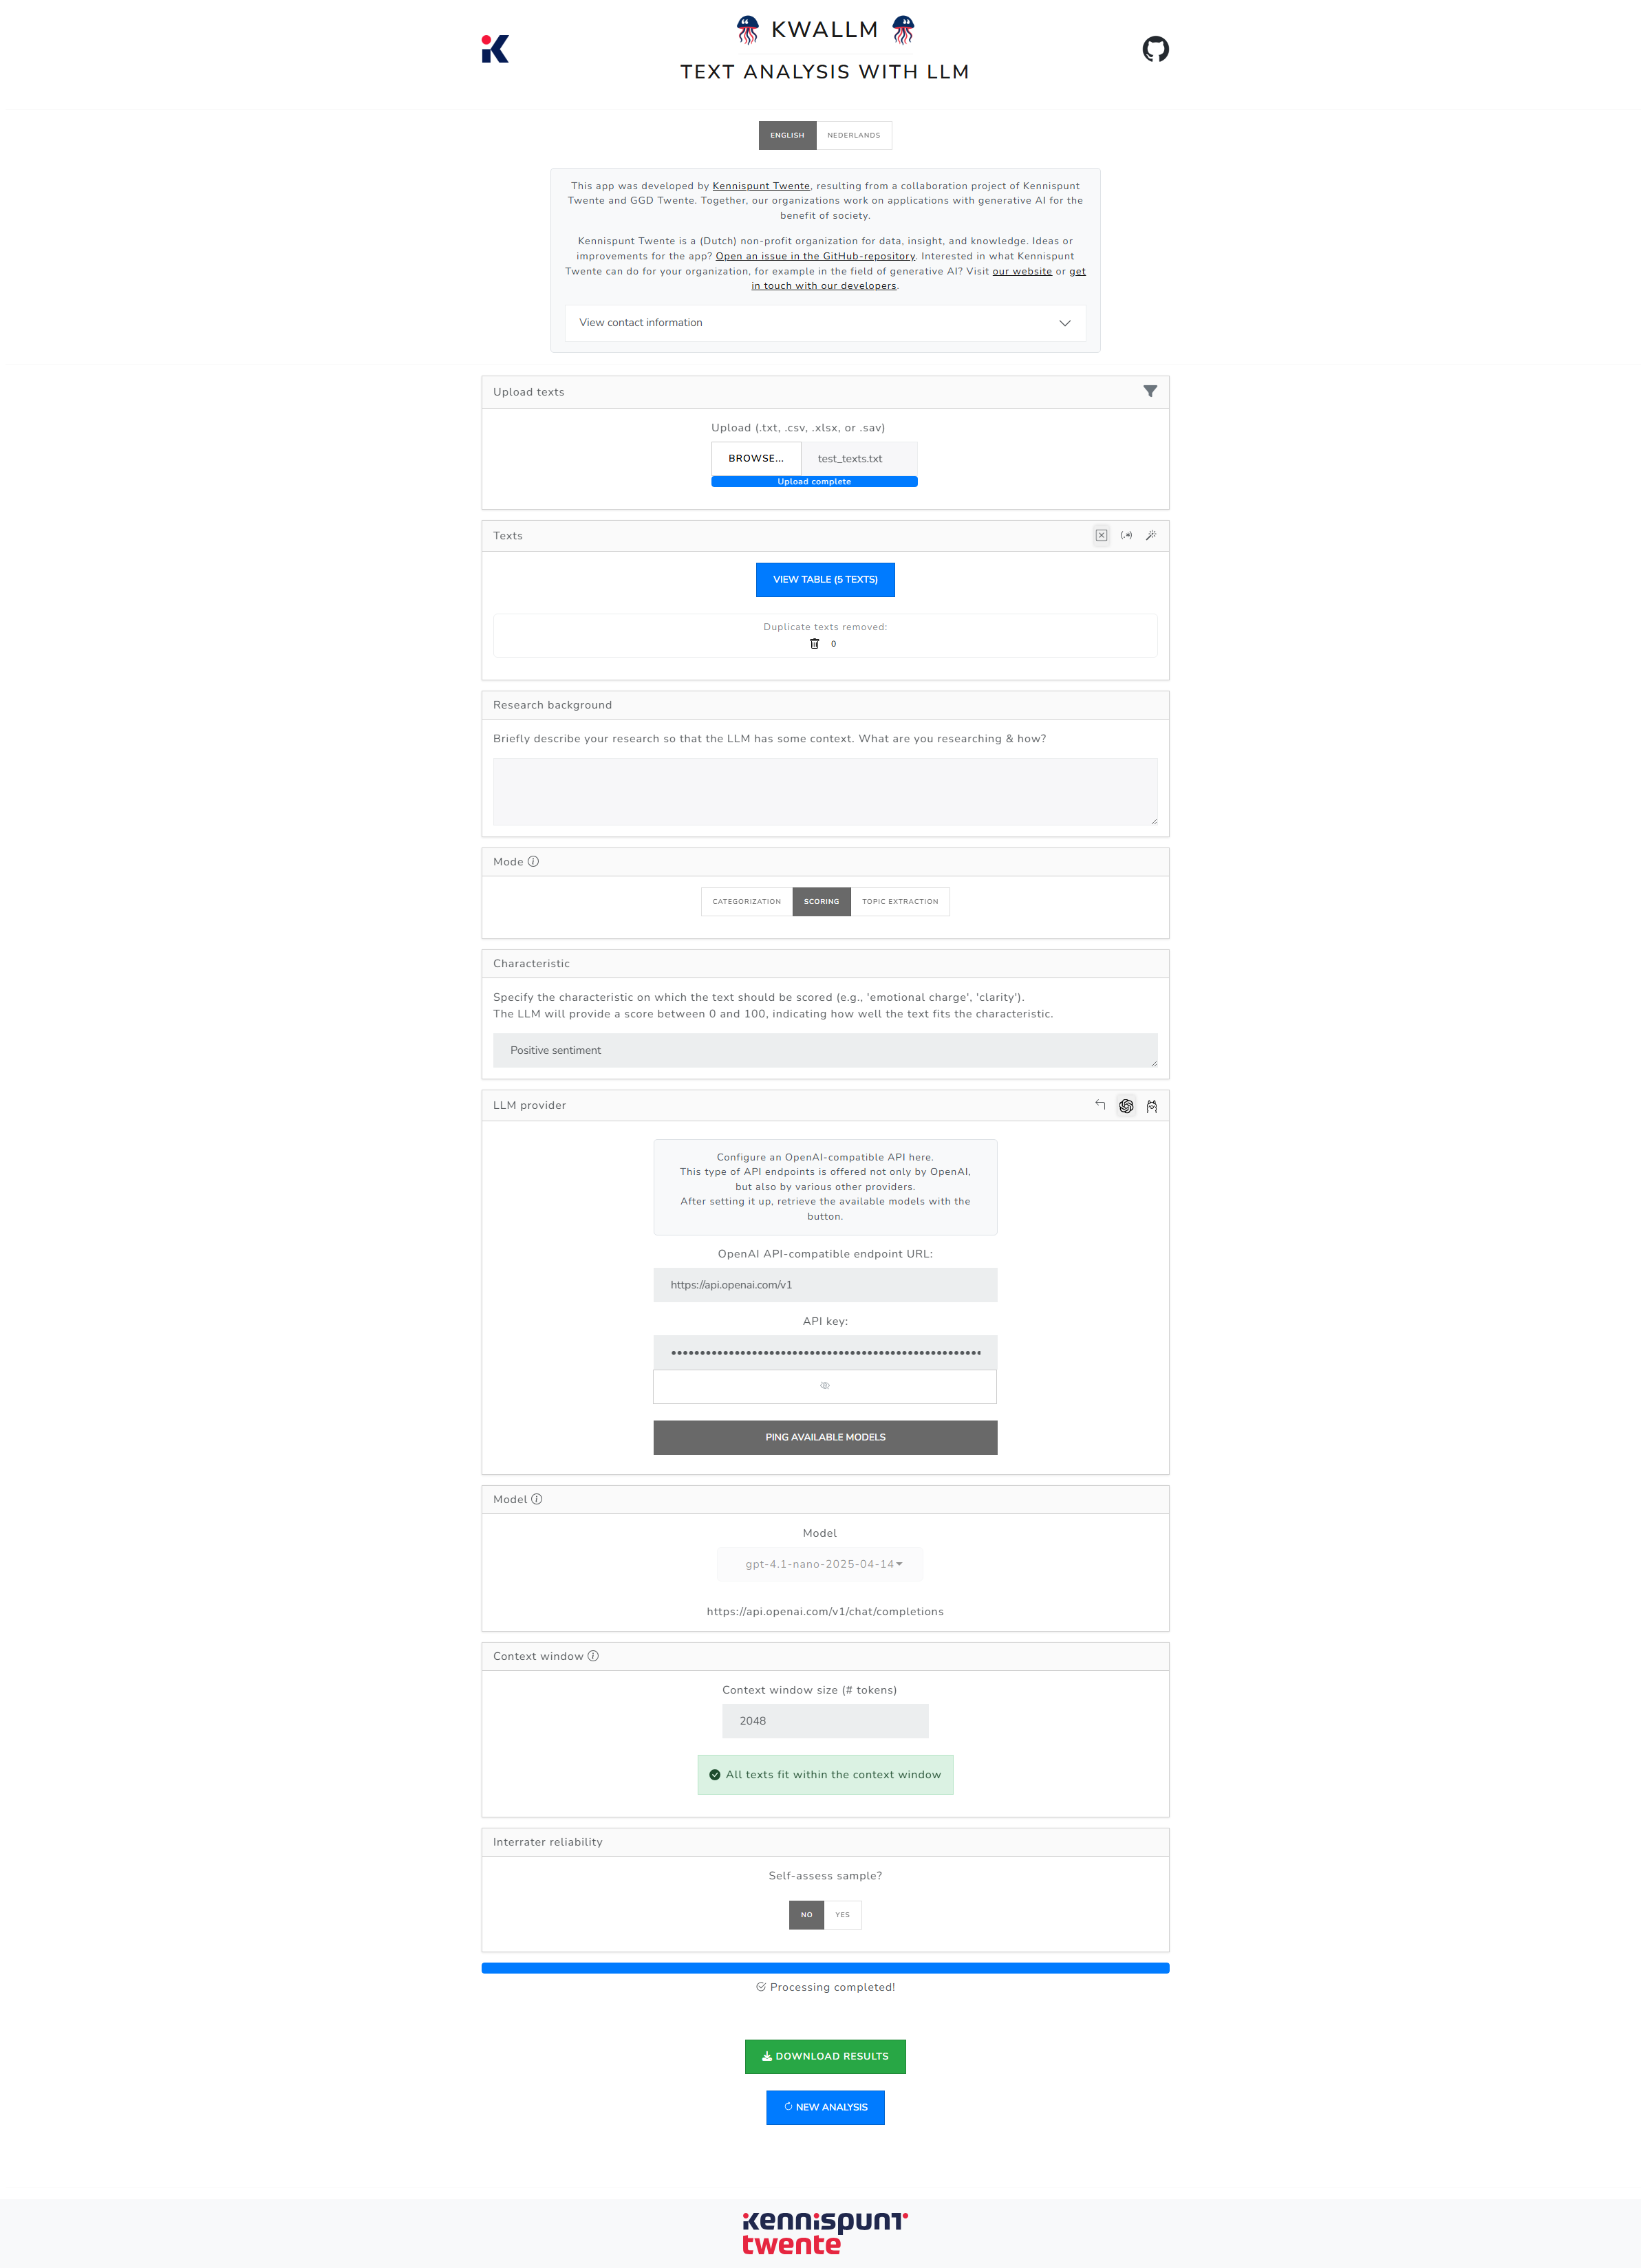 KWALLM
TEXT ANALYSIS WITH LLM
ENGLISH NEDERLANDS
This app was developed by Kennispunt Twente, resulting from a collaboration project of Kennispunt
Twente and GGD Twente. Together, our organizations work on applications with generative AI for the
benefit of society.
Kennispunt Twente is a (Dutch) non-profit organization for data, insight, and knowledge. Ideas or
improvements for the app? Open an issue in the GitHub-repository. Interested in what Kennispunt
Twente can do for your organization, for example in the field of generative AI? Visit our website or get
in touch with our developers.
View contact information
Upload texts
Upload (.txt, .csv, .xlsx, or .sav)
BROWSE... test_texts.txt
Upload complete
Texts (.*)
VIEW TABLE (5 TEXTS)
Duplicate texts removed:
0
Research background
Briefly describe your research so that the LLM has some context. What are you researching & how?
Mode
CATEGORIZATION SCORING TOPIC EXTRACTION
Characteristic
Specify the characteristic on which the text should be scored (e.g., 'emotional charge', 'clarity').
The LLM will provide a score between 0 and 100, indicating how well the text fits the characteristic.
Positive sentiment
LLM provider
Configure an OpenAI-compatible API here.
This type of API endpoints is offered not only by OpenAI,
but also by various other providers.
After setting it up, retrieve the available models with the
button.
OpenAI API-compatible endpoint URL:
https://api.openai.com/v1
API key:
PING AVAILABLE MODELS
Model
Model
gpt-4.1-nano-2025-04-14
https://api.openai.com/v1/chat/completions
Context window
Context window size (# tokens)
2048
All texts fit within the context window
Interrater reliability
Self-assess sample?
NO YES
Processing completed!
DOWNLOAD RESULTS
NEW ANALYSIS
kennispunt
twente